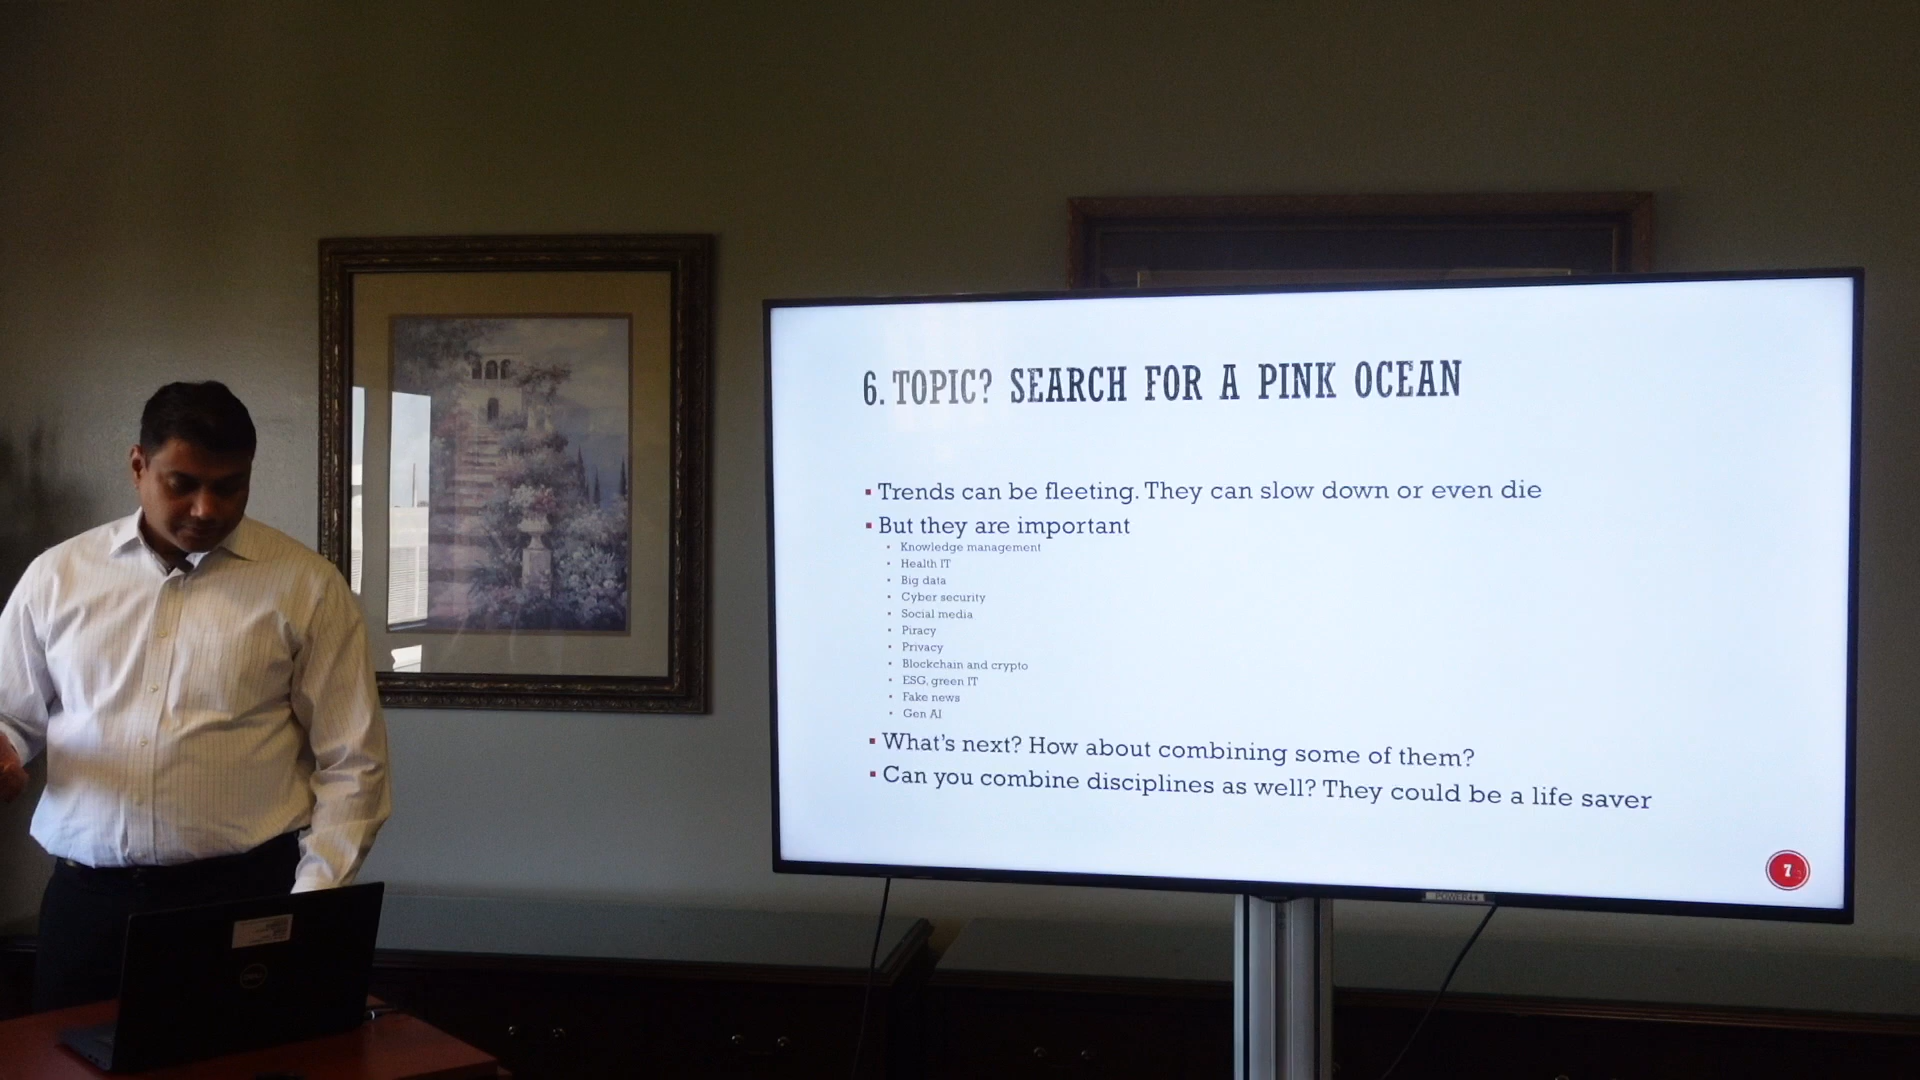 6. TOPIC? SEARCH FOR A PINK OCEAN
▪ Trends can be fleeting. They can slow down or even die
▪ But they are important
▪ Knowledge management
▪ Health IT
▪ Big data
▪ Cyber security
▪ Social media
▪ Piracy
▪ Privacy
▪ Blockchain and crypto
▪ ESG, green IT
▪ Fake news
▪ Gen AI
▪ What's next? How about combining some of them?
▪ Can you combine disciplines as well? They could be a life saver
7
DELL